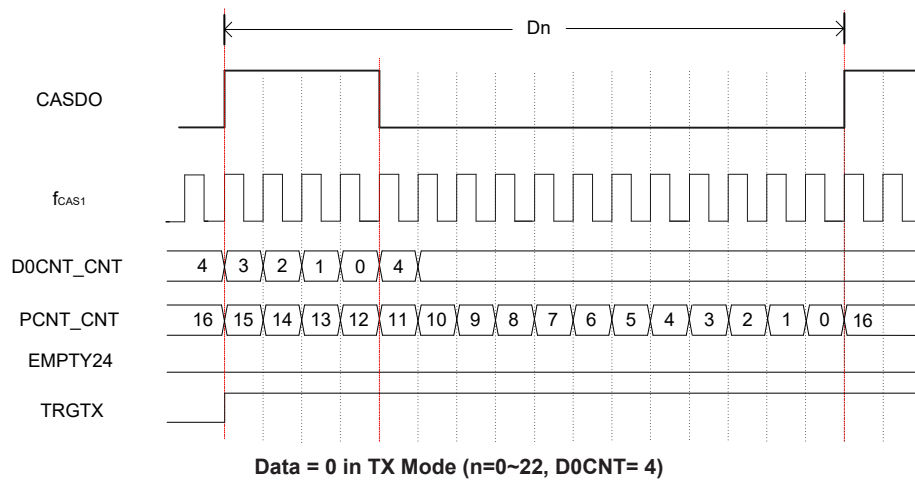 Dn
CASDO
fCAS1
D0CNT_CNT 4 3 2 1 0 4
PCNT_CNT 16 15 14 13 12 11 10 9 8 7 6 5 4 3 2 1 0 16
EMPTY24
TRGTX
Data = 0 in TX Mode (n=0~22, D0CNT= 4)